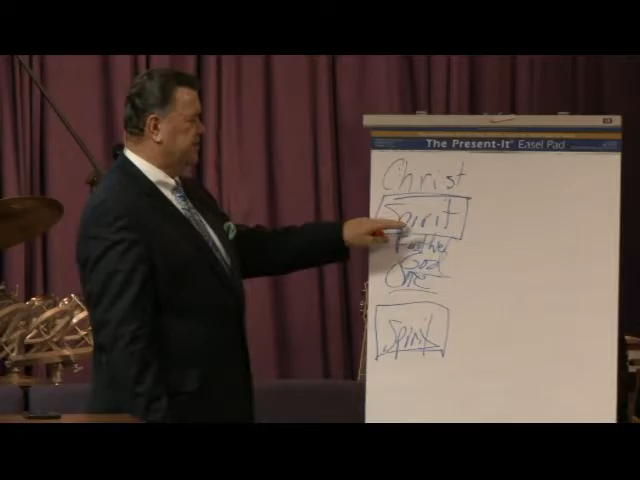 The Present-It® Easel Pad
Christ
Spirit
Father
God
One
Spirit